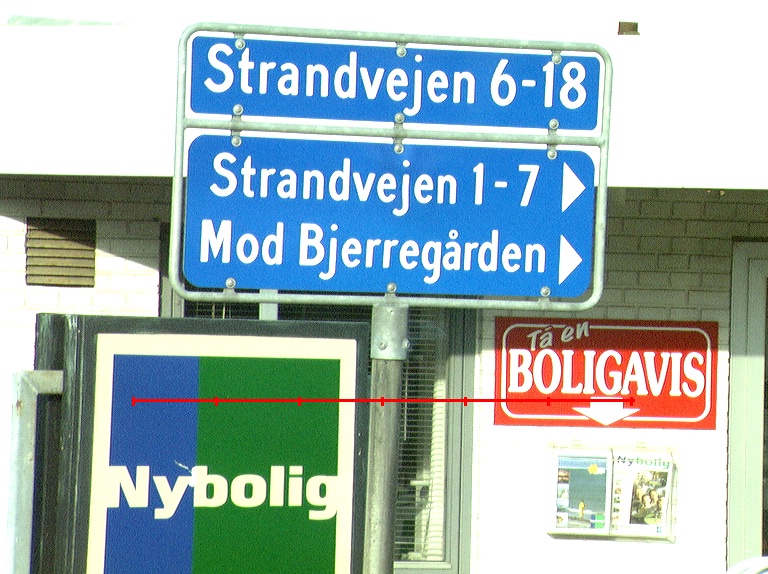 Strandvejen 6-18
Strandvejen 1-7
Mod Bjerregården
Tá en
BOLIGAVIS
Nybolig
Nybolig